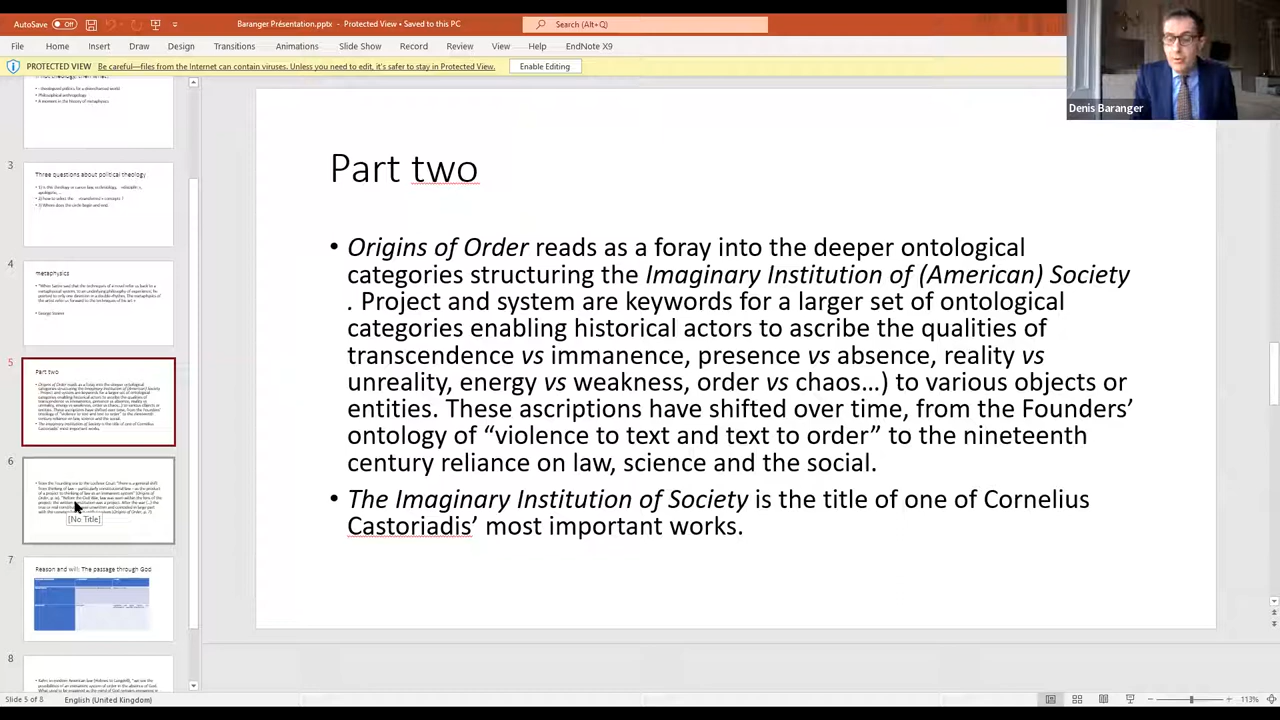 AutoSave Off
Baranger Présentation.pptx - Protected View • Saved to this PC
Search (Alt+Q)
File Home Insert Draw Design Transitions Animations Slide Show Record Review View Help EndNote X9
PROTECTED VIEW Be careful—files from the Internet can contain viruses. Unless you need to edit, it's safer to stay in Protected View. Enable Editing
Denis Baranger
Part two
• Origins of Order reads as a foray into the deeper ontological
categories structuring the Imaginary Institution of (American) Society
. Project and system are keywords for a larger set of ontological
categories enabling historical actors to ascribe the qualities of
transcendence vs immanence, presence vs absence, reality vs
unreality, energy vs weakness, order vs chaos…) to various objects or
entities. These ascriptions have shifted over time, from the Founders’
ontology of “violence to text and text to order” to the nineteenth
century reliance on law, science and the social.
• The Imaginary Institution of Society is the title of one of Cornelius
Castoriadis’ most important works.
3
Three questions about political theology
4
metaphysics
5
Part two
6
[No Title]
7
Reason and will: The passage through God
8
Slide 5 of 8 English (United Kingdom)
113%